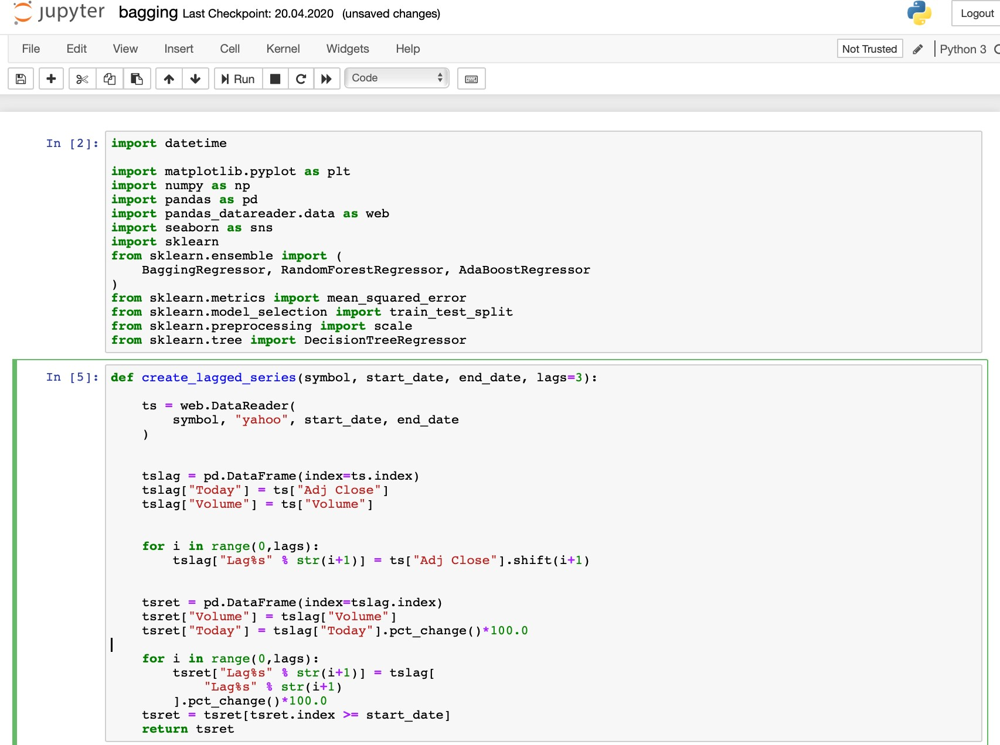 jupyter bagging Last Checkpoint: 20.04.2020 (unsaved changes) Logout
File Edit View Insert Cell Kernel Widgets Help Not Trusted Python 3
Run Code
In [2]: import datetime
import matplotlib.pyplot as plt
import numpy as np
import pandas as pd
import pandas_datareader.data as web
import seaborn as sns
import sklearn
from sklearn.ensemble import (
    BaggingRegressor, RandomForestRegressor, AdaBoostRegressor
)
from sklearn.metrics import mean_squared_error
from sklearn.model_selection import train_test_split
from sklearn.preprocessing import scale
from sklearn.tree import DecisionTreeRegressor
In [5]: def create_lagged_series(symbol, start_date, end_date, lags=3):
    ts = web.DataReader(
        symbol, "yahoo", start_date, end_date
    )
    tslag = pd.DataFrame(index=ts.index)
    tslag["Today"] = ts["Adj Close"]
    tslag["Volume"] = ts["Volume"]
    for i in range(0,lags):
        tslag["Lag%s" % str(i+1)] = ts["Adj Close"].shift(i+1)
    tsret = pd.DataFrame(index=tslag.index)
    tsret["Volume"] = tslag["Volume"]
    tsret["Today"] = tslag["Today"].pct_change()*100.0
    for i in range(0,lags):
        tsret["Lag%s" % str(i+1)] = tslag[
            "Lag%s" % str(i+1)
        ].pct_change()*100.0
    tsret = tsret[tsret.index >= start_date]
    return tsret